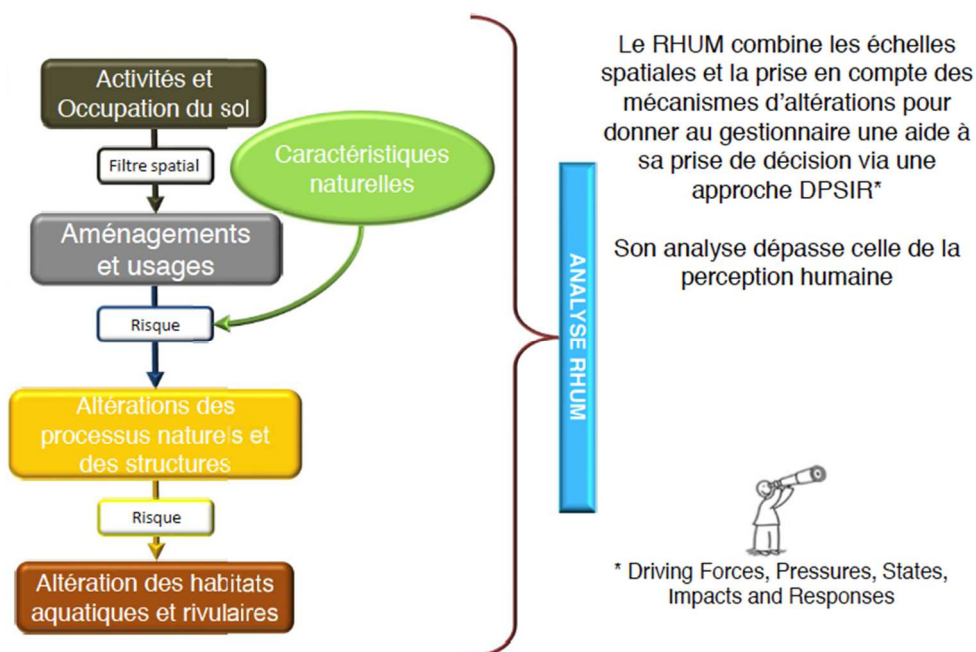 Activités et
Occupation du sol
Filtre spatial
Caractéristiques
naturelles
Aménagements
et usages
Risque
Altérations des
processus naturels et
des structures
Risque
Altération des habitats
aquatiques et rivulaires
ANALYSE RHUM
Le RHUM combine les échelles
spatiales et la prise en compte des
mécanismes d'altérations pour
donner au gestionnaire une aide à
sa prise de décision via une
approche DPSIR*
Son analyse dépasse celle de la
perception humaine
* Driving Forces, Pressures, States,
Impacts and Responses